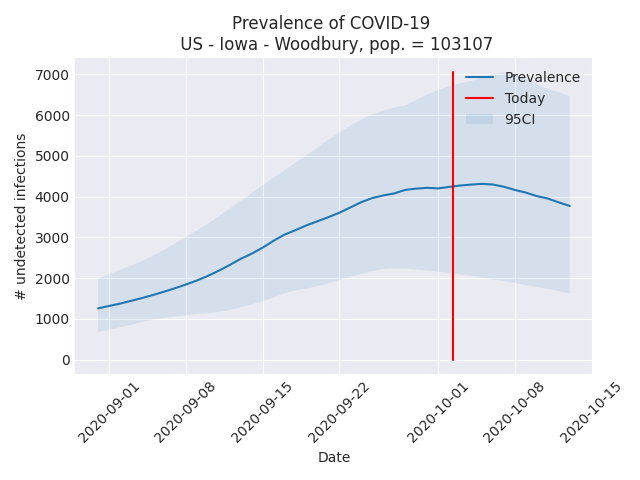 Prevalence of COVID-19
US - Iowa - Woodbury, pop. = 103107
7000
6000
5000
4000
3000
2000
1000
0
# undetected infections
Prevalence
Today
95CI
2020-09-01
2020-09-08
2020-09-15
2020-09-22
2020-10-01
2020-10-08
2020-10-15
Date